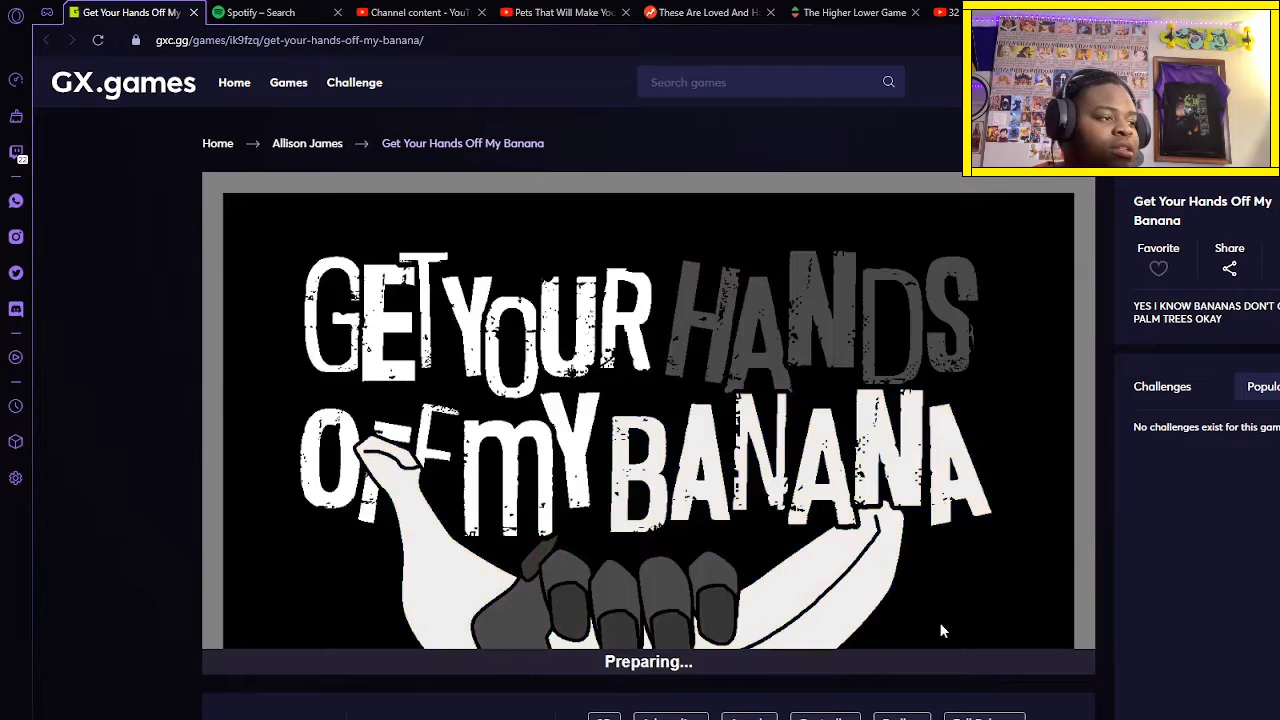 Get Your Hands Off My
Spotify – Search
Channel content - YouT
Pets That Will Make You
These Are Loved And H
The Higher Lower Game
32
gxc.gg/games/ik9fzq/get-your-hands-off-my-banana/
22
GX.games
Home
Games
Challenge
Search games
Home
Allison James
Get Your Hands Off My Banana
GET YOUR HANDS
OFF MY BANANA
Preparing...
Get Your Hands Off My
Banana
Favorite
Share
YES I KNOW BANANAS DON'T
PALM TREES OKAY
Challenges
Popul
No challenges exist for this gam